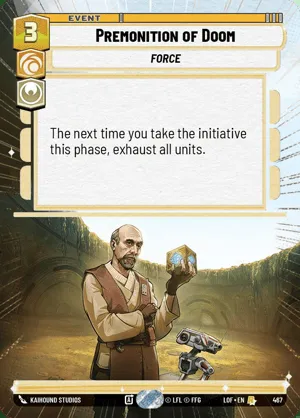 3
EVENT
PREMONITION OF DOOM
FORCE
The next time you take the initiative
this phase, exhaust all units.
KAIHOUND STUDIOS
© LFL © FFG
LOF • EN
467